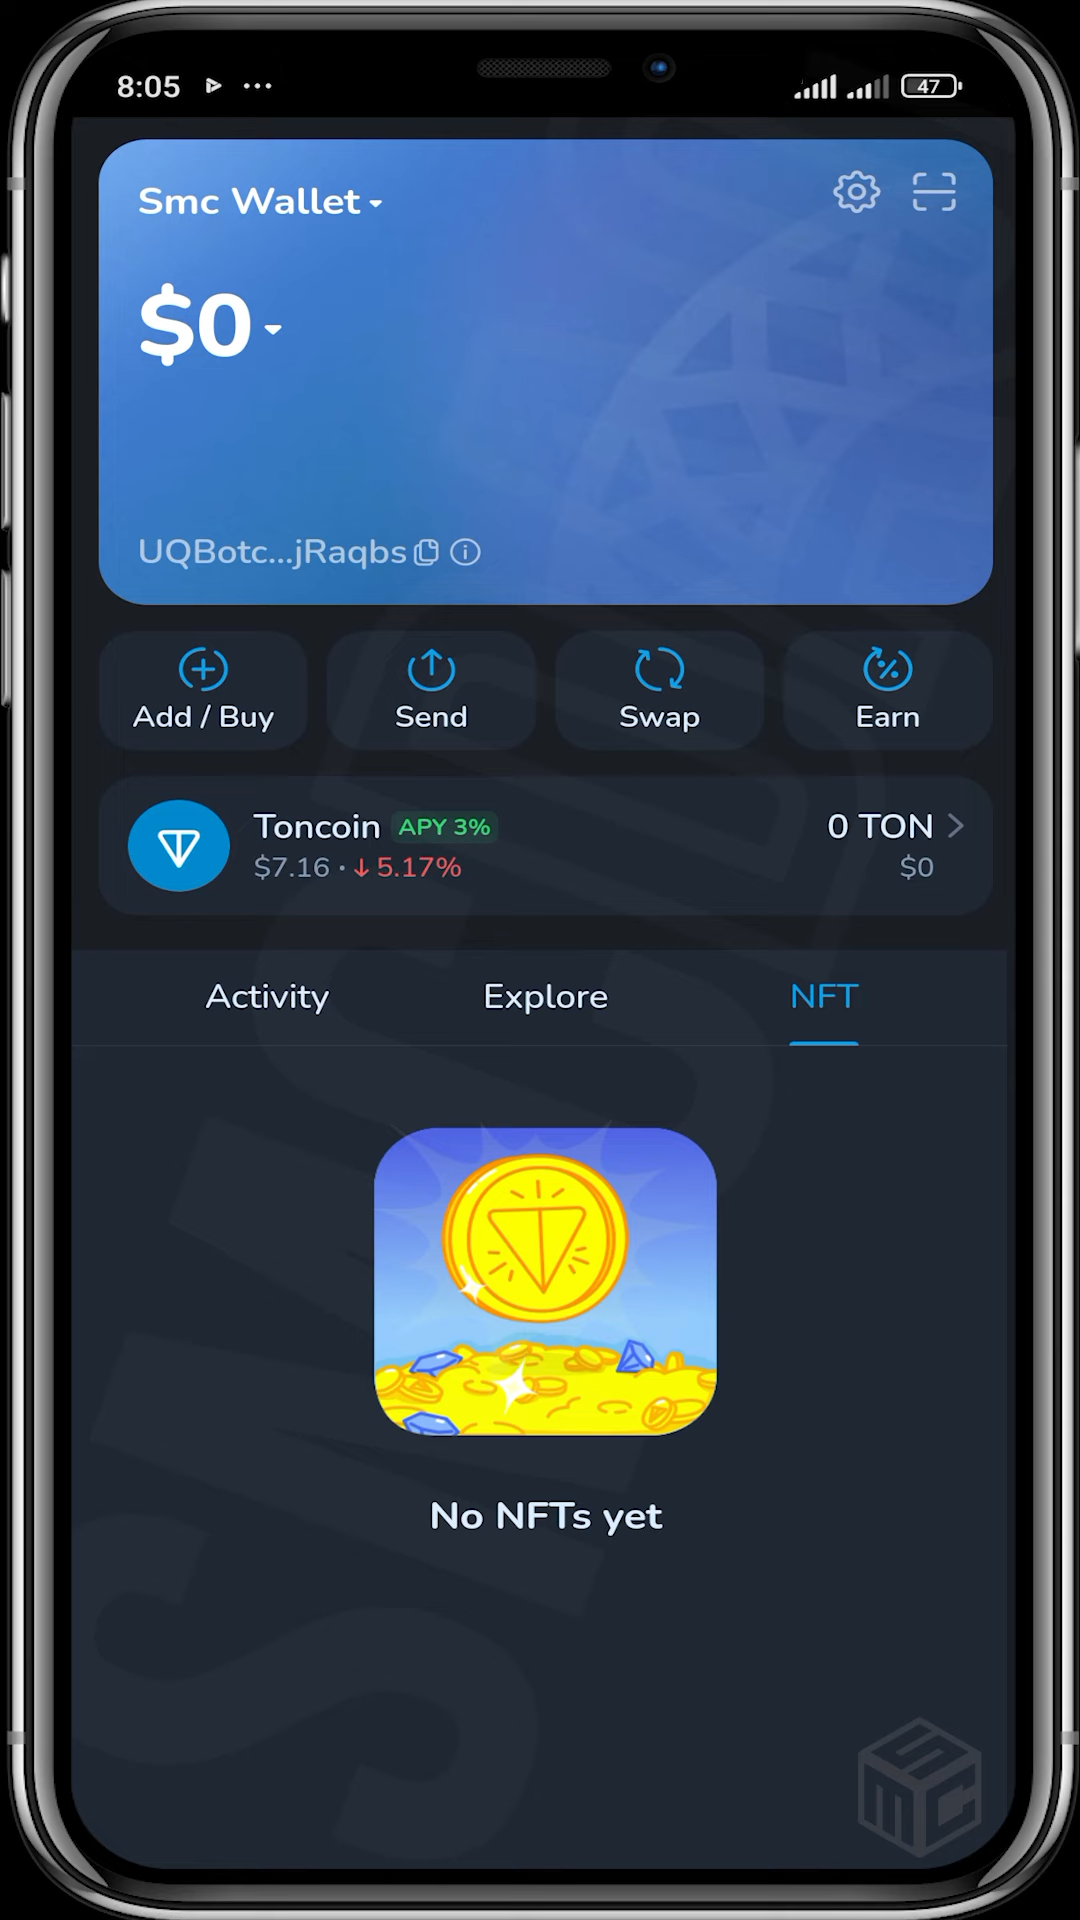 8:05
47
Smc Wallet
$0
UQBotc...jRaqbs
Add / Buy
Send
Swap
Earn
Toncoin APY 3%
0 TON
$7.16 · ↓ 5.17%
$0
Activity
Explore
NFT
No NFTs yet
SMC